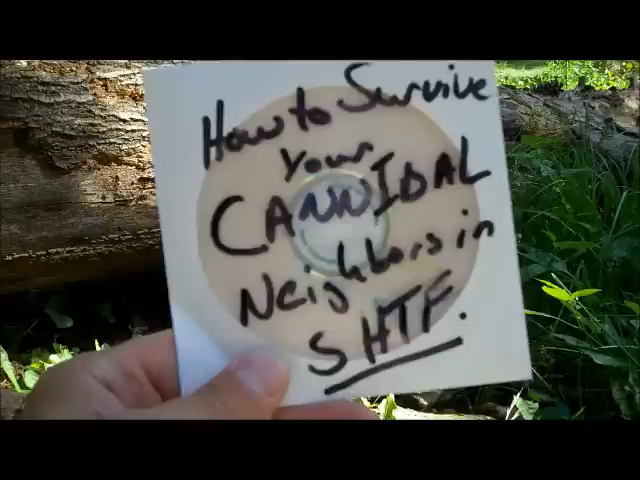 How to Survive
your
CANNIBAL
Neighbors in
SHTF.